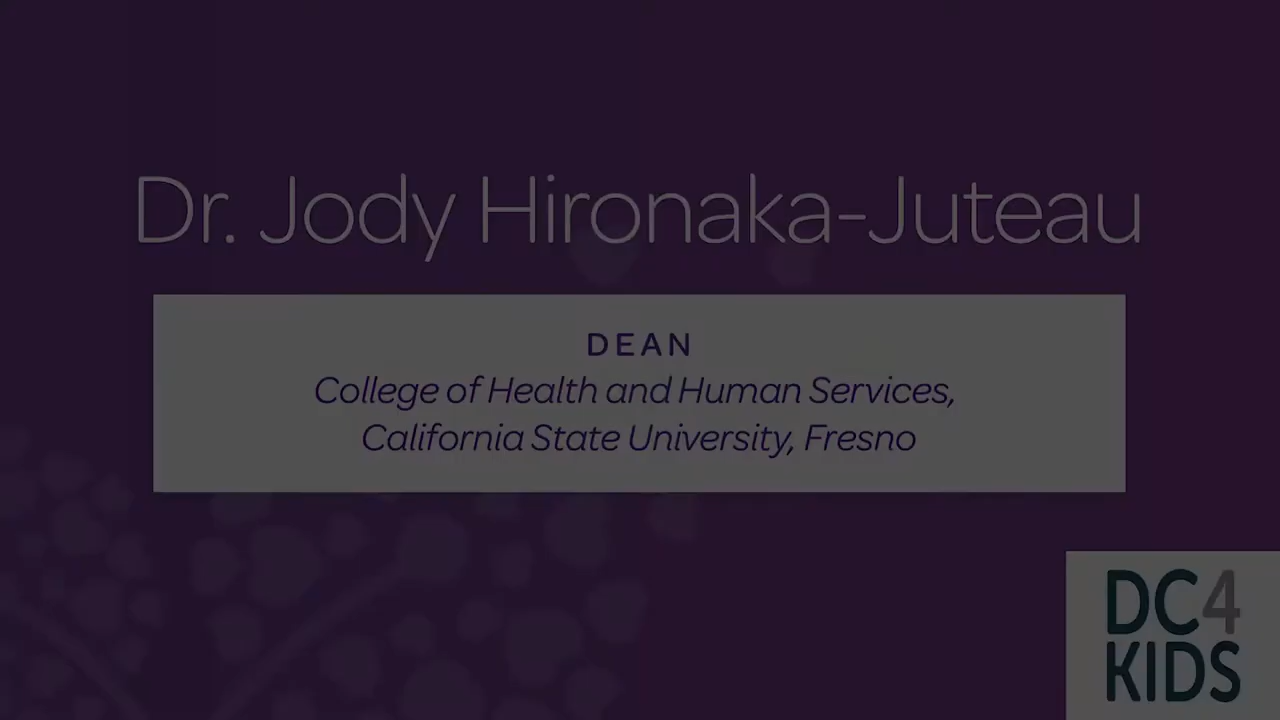 Dr. Jody Hironaka-Juteau
DEAN
College of Health and Human Services,
California State University, Fresno
DC4
KIDS